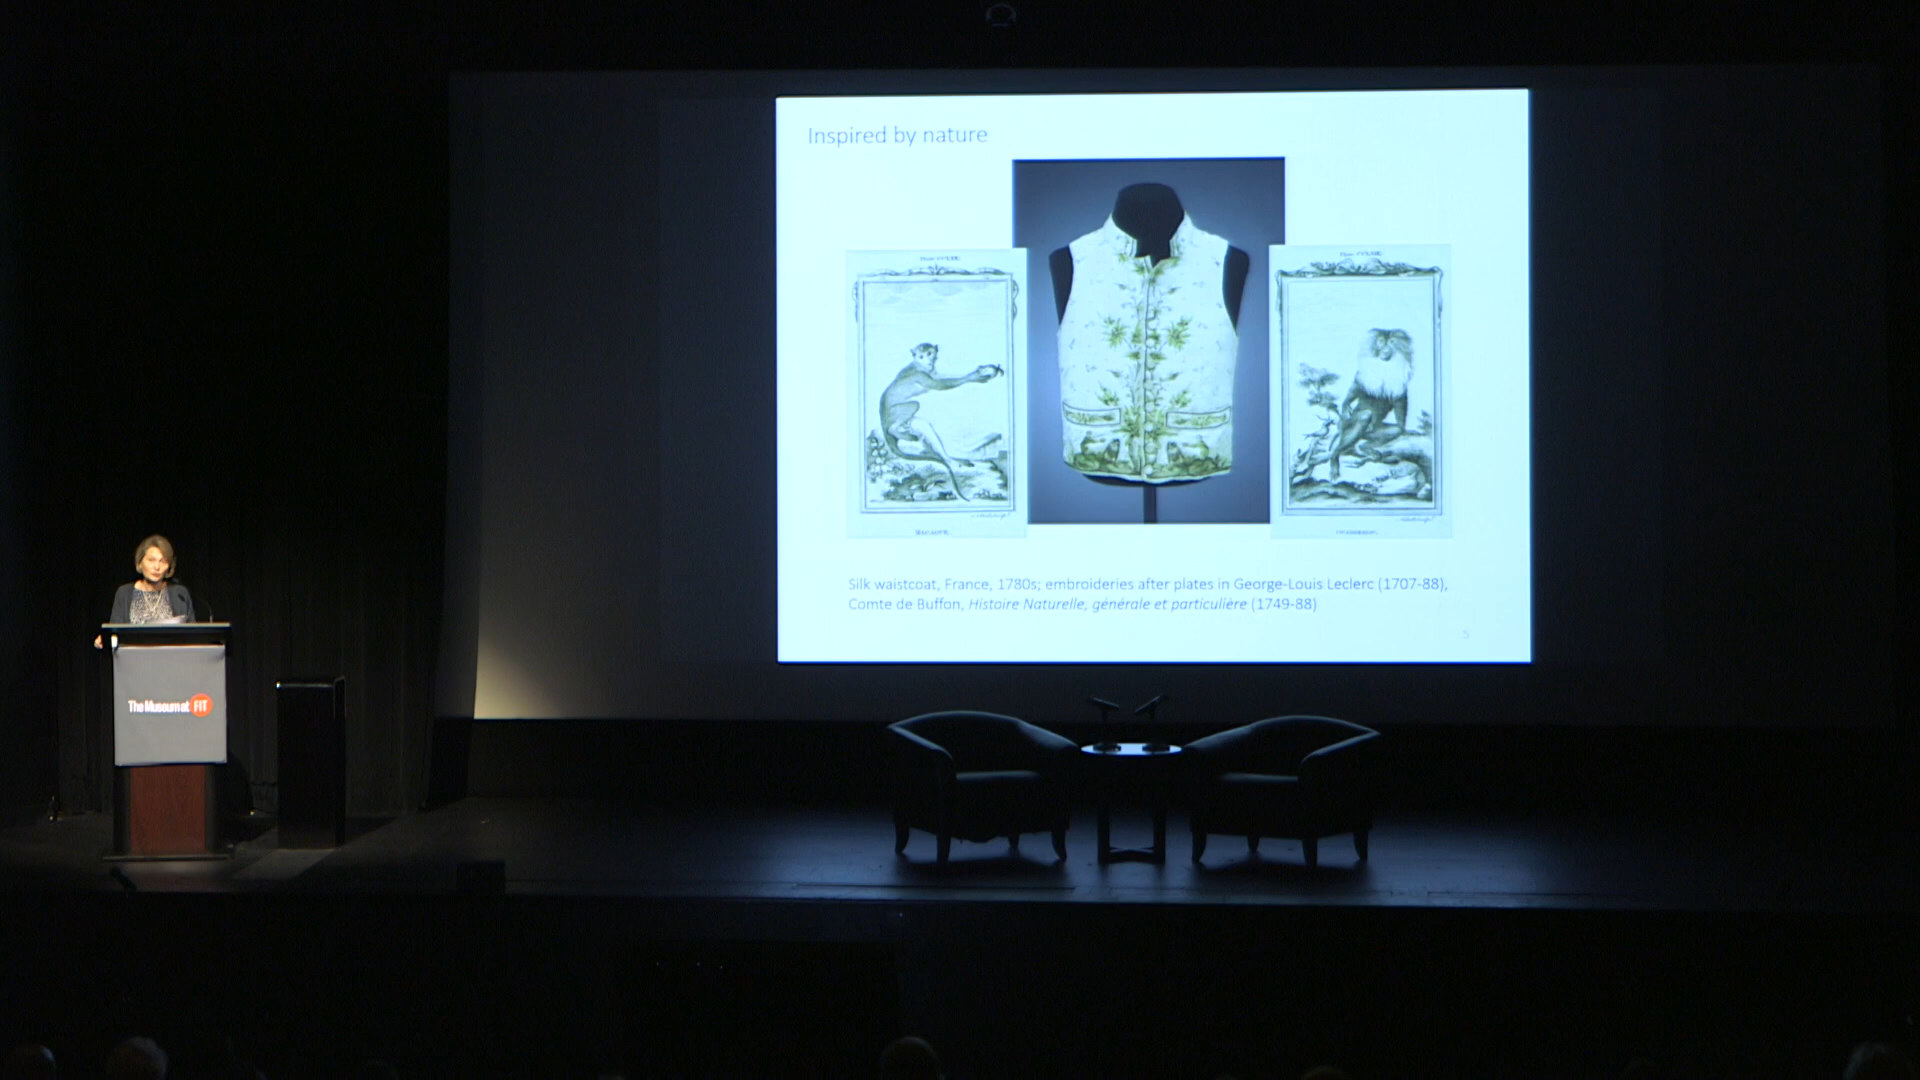 Inspired by nature
Silk waistcoat, France, 1780s; embroideries after plates in George-Louis Leclerc (1707-88),
Comte de Buffon, Histoire Naturelle, générale et particulière (1749-88)
5
The Museum at FIT